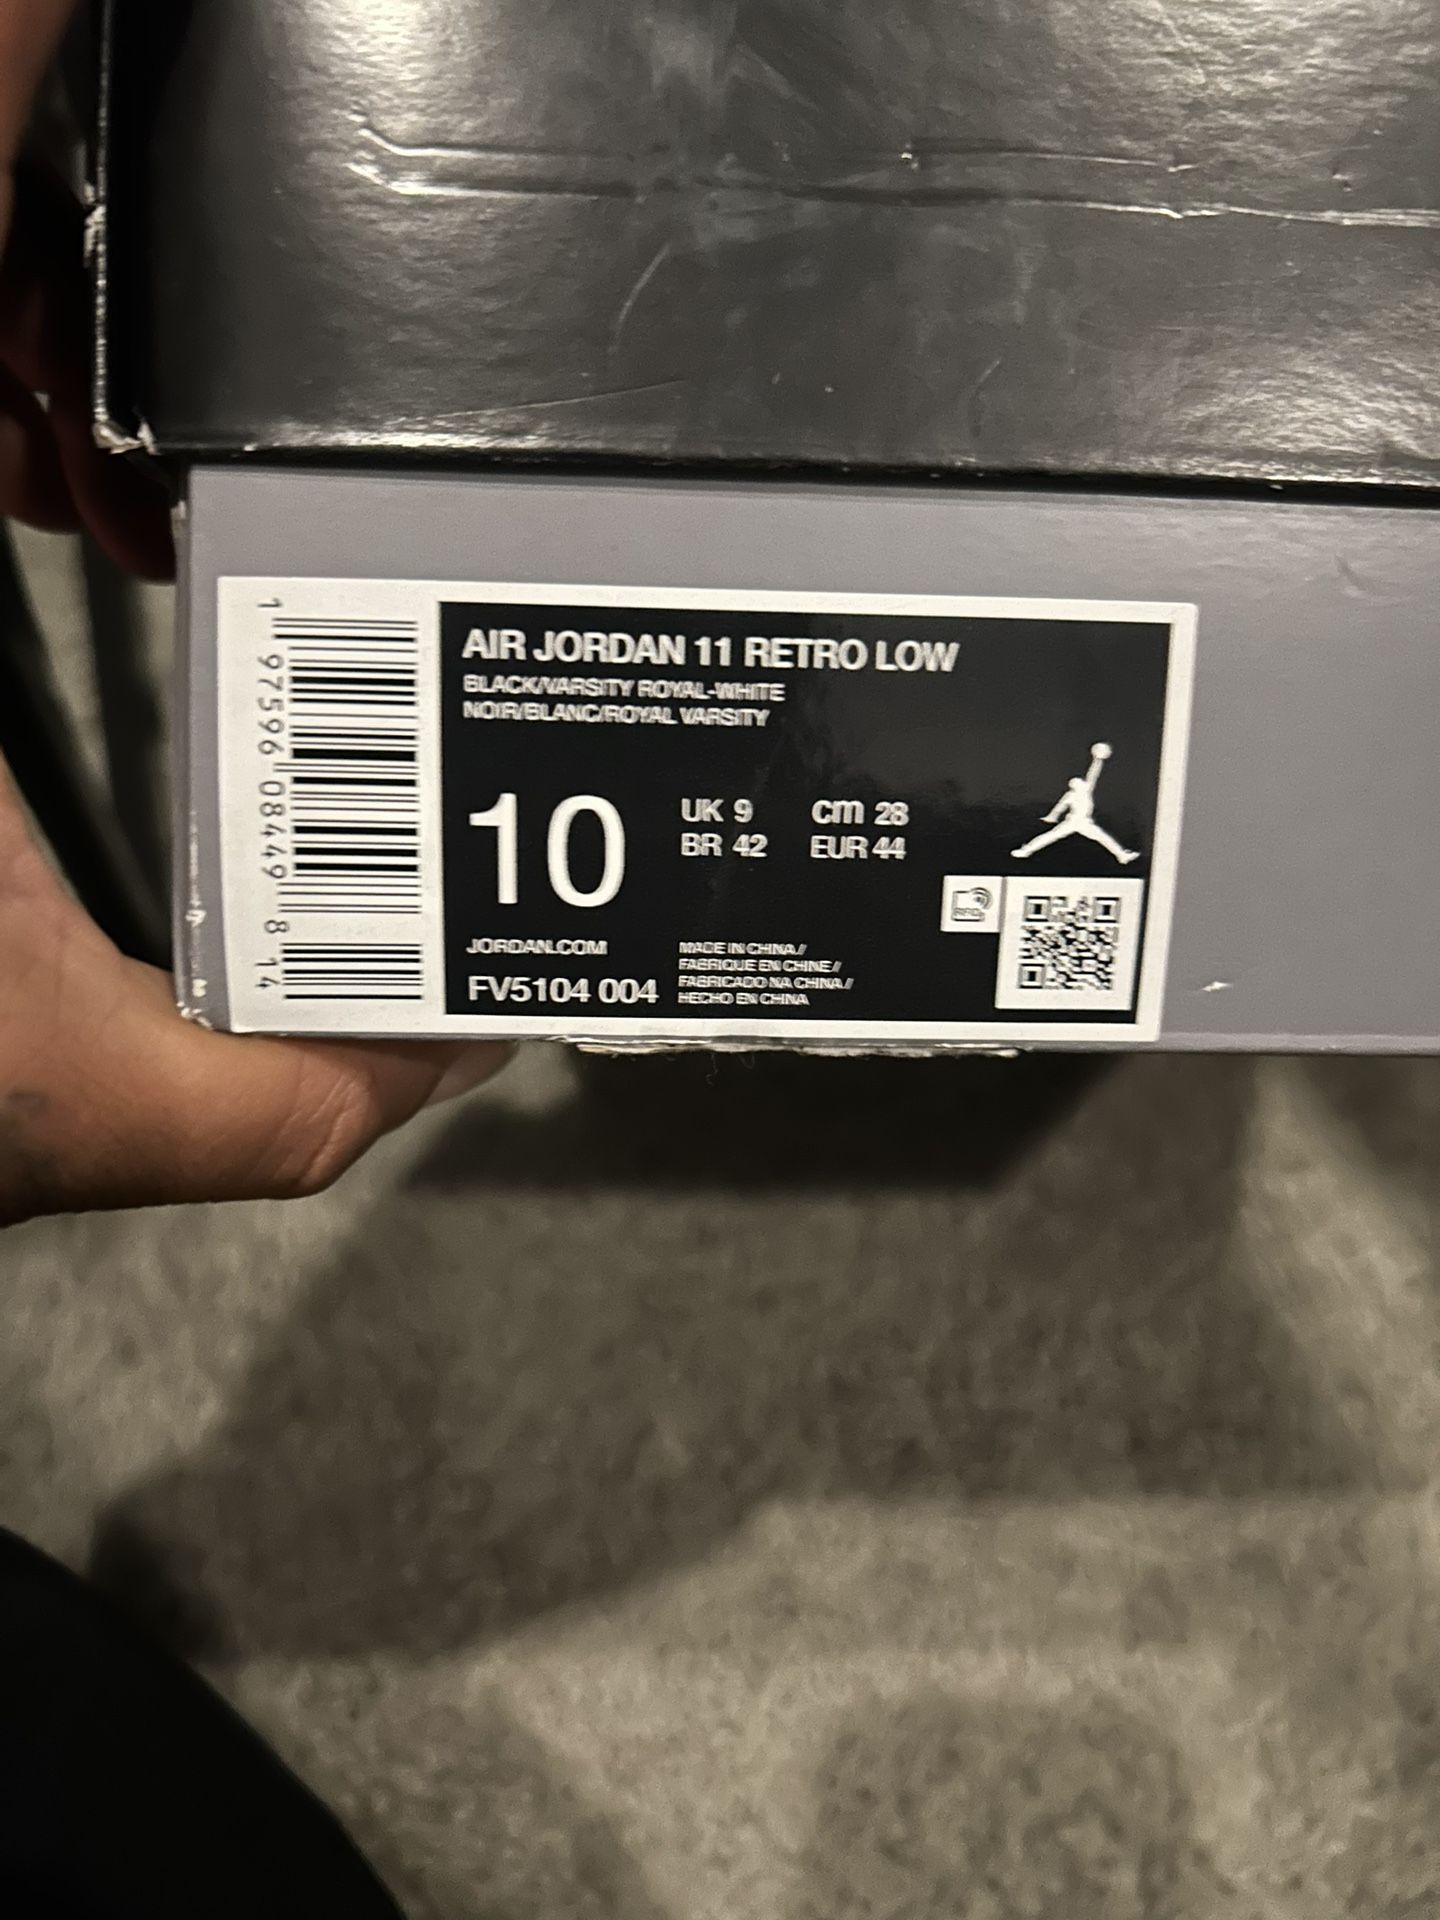 AIR JORDAN 11 RETRO LOW
BLACK/VARSITY ROYAL-WHITE
NOIR/BLANC/ROYAL VARSITY
10
UK 9 cm 28
BR 42 EUR 44
JORDAN.COM
FV5104 004
MADE IN CHINA/
FABRIQUE EN CHINE/
FABRICADO NA CHINA/
HECHO EN CHINA
RFID
1 97596 08449 8 14